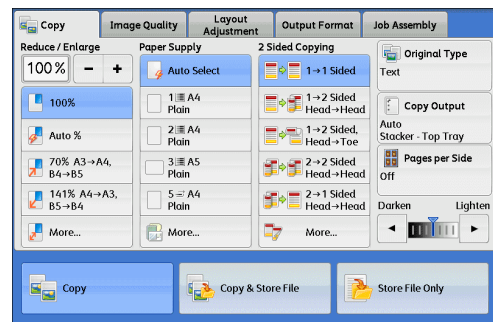 Copy
Image Quality
Layout
Adjustment
Output Format
Job Assembly
Reduce / Enlarge
100%
-
+
100%
Auto %
70% A3→A4,
B4→B5
141% A4→A3,
B5→B4
More...
Paper Supply
Auto Select
1 A4
Plain
2 A4
Plain
3 A5
Plain
5 A4
Plain
More...
2 Sided Copying
1→1 Sided
1→2 Sided
Head→Head
1→2 Sided,
Head→Toe
2→2 Sided
Head→Head
2→1 Sided
Head→Head
More...
Original Type
Text
Copy Output
Auto
Stacker - Top Tray
Pages per Side
Off
Darken Lighten
Copy
Copy & Store File
Store File Only